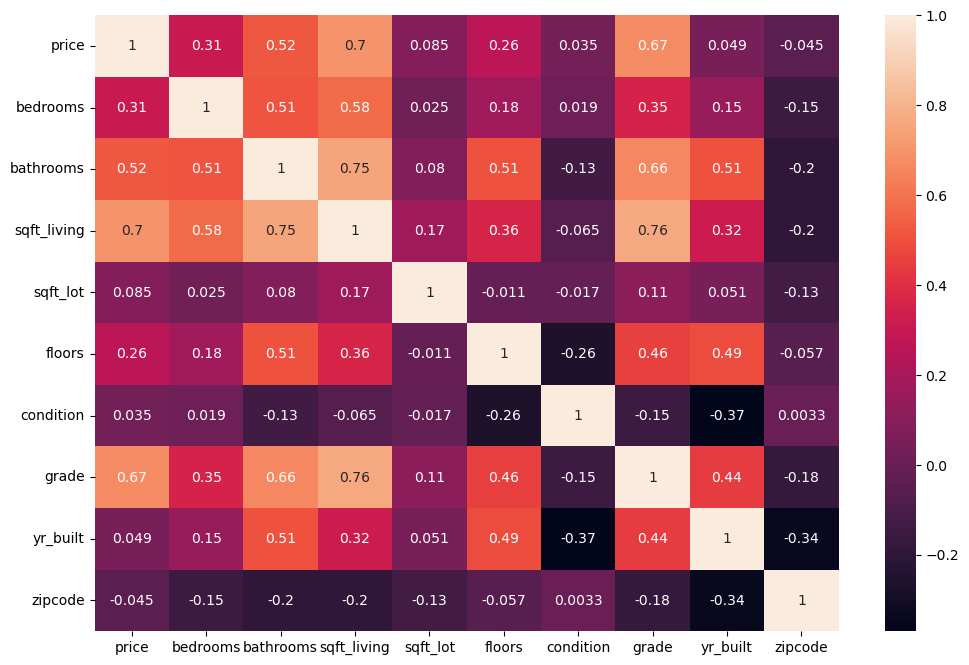 price 1 0.31 0.52 0.7 0.085 0.26 0.035 0.67 0.049 -0.045
bedrooms 0.31 1 0.51 0.58 0.025 0.18 0.019 0.35 0.15 -0.15
bathrooms 0.52 0.51 1 0.75 0.08 0.51 -0.13 0.66 0.51 -0.2
sqft_living 0.7 0.58 0.75 1 0.17 0.36 -0.065 0.76 0.32 -0.2
sqft_lot 0.085 0.025 0.08 0.17 1 -0.011 -0.017 0.11 0.051 -0.13
floors 0.26 0.18 0.51 0.36 -0.011 1 -0.26 0.46 0.49 -0.057
condition 0.035 0.019 -0.13 -0.065 -0.017 -0.26 1 -0.15 -0.37 0.0033
grade 0.67 0.35 0.66 0.76 0.11 0.46 -0.15 1 0.44 -0.18
yr_built 0.049 0.15 0.51 0.32 0.051 0.49 -0.37 0.44 1 -0.34
zipcode -0.045 -0.15 -0.2 -0.2 -0.13 -0.057 0.0033 -0.18 -0.34 1
price bedrooms bathrooms sqft_living sqft_lot floors condition grade yr_built zipcode
1.0
0.8
0.6
0.4
0.2
0.0
−0.2